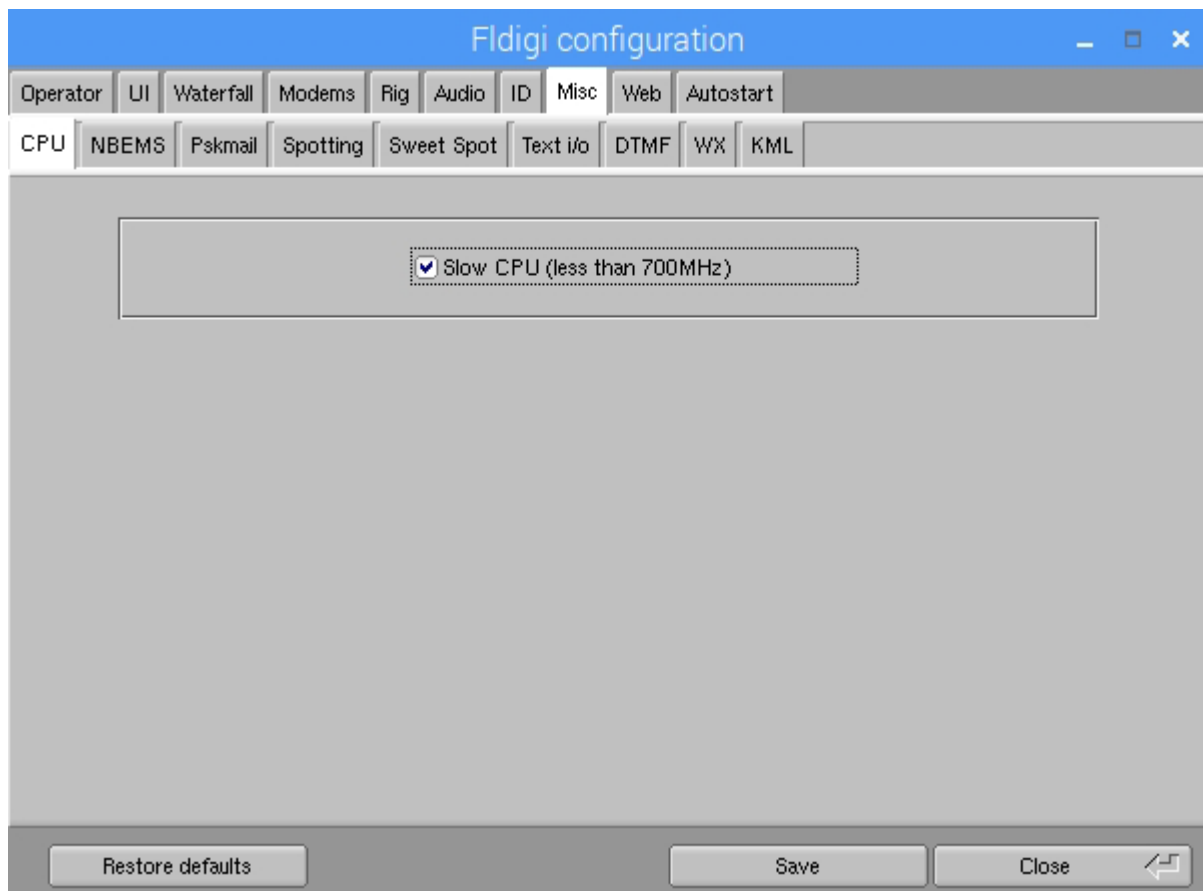 Fldigi configuration
Operator UI Waterfall Modems Rig Audio ID Misc Web Autostart
CPU NBEMS Pskmail Spotting Sweet Spot Text i/o DTMF WX KML
Slow CPU (less than 700MHz)
Restore defaults Save Close